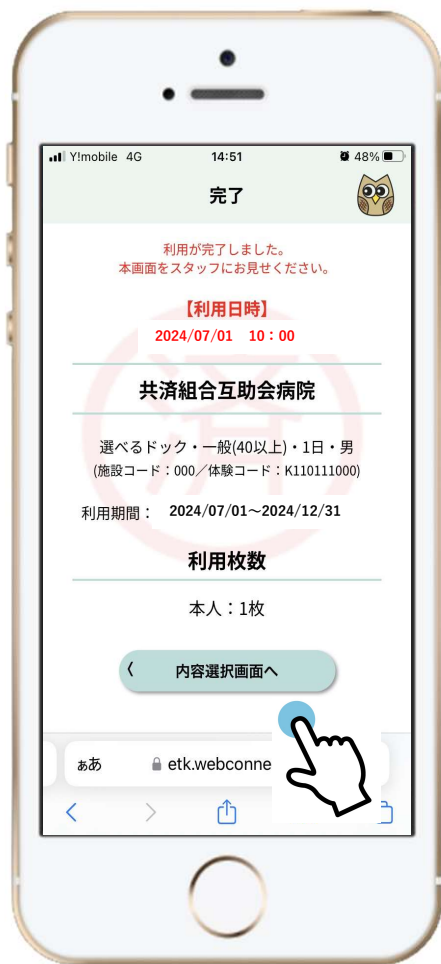 Y!mobile 4G 14:51 48%
完了
利用が完了しました。
本画面をスタッフにお見せください。
【利用日時】
2024/07/01 10：00
済
共済組合互助会病院
選べるドック・一般(40以上)・1日・男
(施設コード：000／体験コード：K110111000)
利用期間： 2024/07/01～2024/12/31
利用枚数
本人：1枚
〈 内容選択画面へ
ぁあ etk.webconne